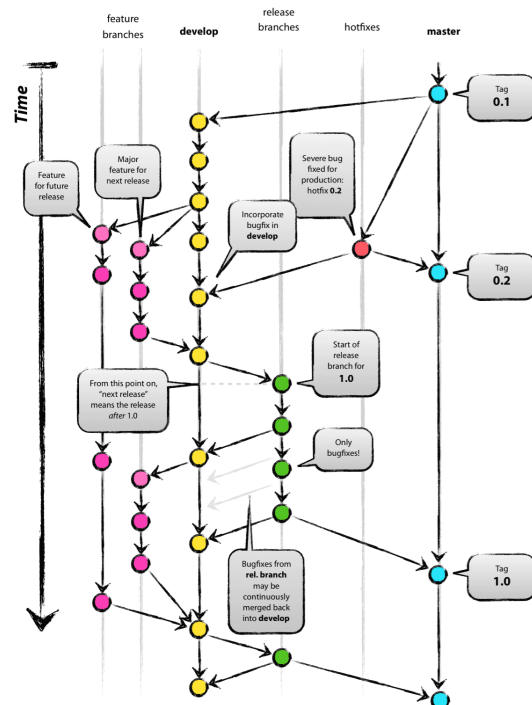 feature
branches
develop
release
branches
hotfixes
master
Time
Tag
0.1
Major
feature for
next release
Feature
for future
release
Severe bug
fixed for
production:
hotfix 0.2
Incorporate
bugfix in
develop
Tag
0.2
Start of
release
branch for
1.0
From this point on,
“next release”
means the release
after 1.0
Only
bugfixes!
Bugfixes from
rel. branch
may be
continuously
merged back
into develop
Tag
1.0